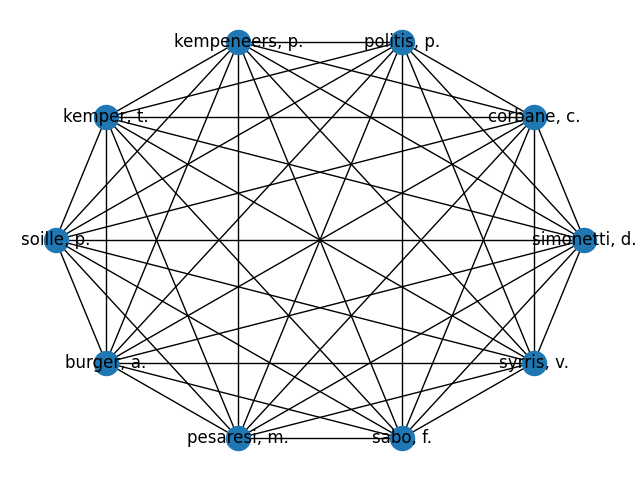 kempeneers, p.
politis, p.
kemper, t.
corbane, c.
soille, p.
simonetti, d.
burger, a.
syrris, v.
pesaresi, m.
sabo, f.